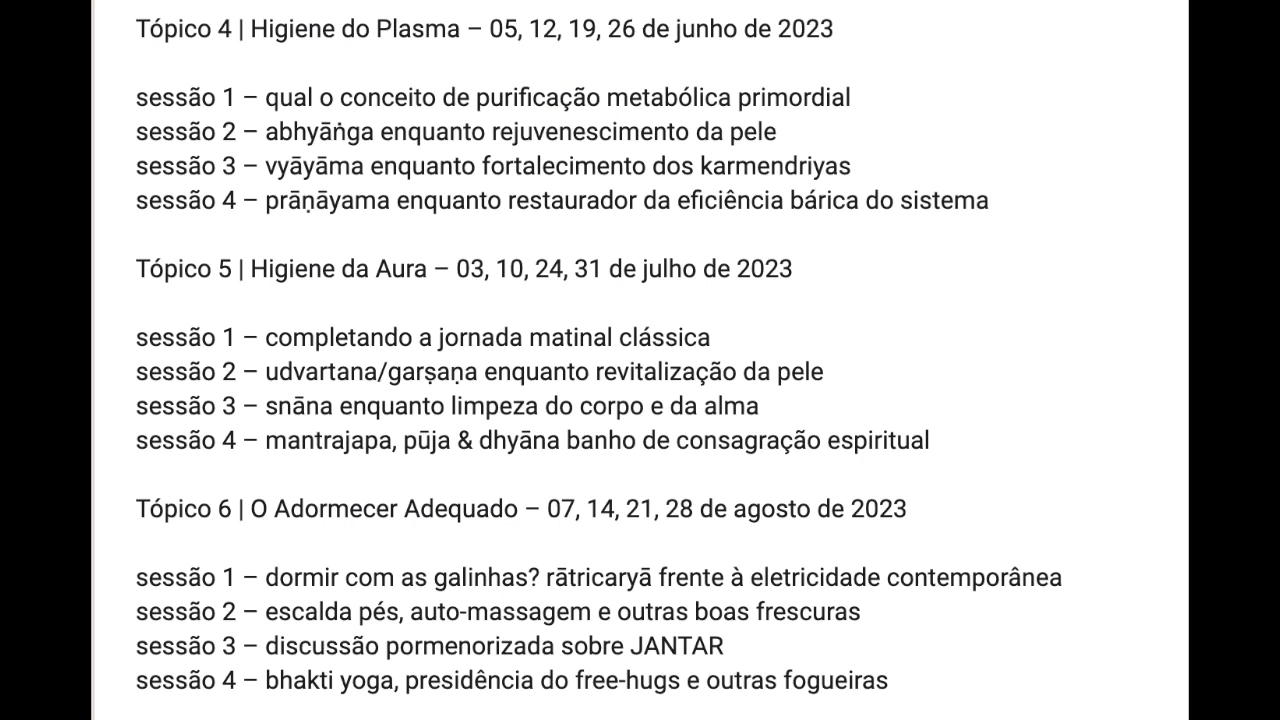 Tópico 4 | Higiene do Plasma – 05, 12, 19, 26 de junho de 2023
sessão 1 – qual o conceito de purificação metabólica primordial
sessão 2 – abhyāṅga enquanto rejuvenescimento da pele
sessão 3 – vyāyāma enquanto fortalecimento dos karmendriyas
sessão 4 – prāṇāyama enquanto restaurador da eficiência bárica do sistema
Tópico 5 | Higiene da Aura – 03, 10, 24, 31 de julho de 2023
sessão 1 – completando a jornada matinal clássica
sessão 2 – udvartana/garṣaṇa enquanto revitalização da pele
sessão 3 – snāna enquanto limpeza do corpo e da alma
sessão 4 – mantrajapa, pūja & dhyāna banho de consagração espiritual
Tópico 6 | O Adormecer Adequado – 07, 14, 21, 28 de agosto de 2023
sessão 1 – dormir com as galinhas? rātricaryā frente à eletricidade contemporânea
sessão 2 – escalda pés, auto-massagem e outras boas frescuras
sessão 3 – discussão pormenorizada sobre JANTAR
sessão 4 – bhakti yoga, presidência do free-hugs e outras fogueiras